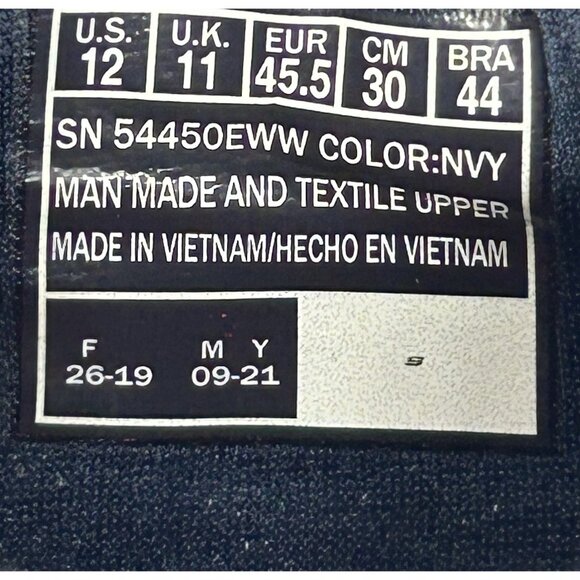 U.S. U.K. EUR CM BRA
12 11 45.5 30 44
SN 54450EWW COLOR:NVY
MAN MADE AND TEXTILE UPPER
MADE IN VIETNAM/HECHO EN VIETNAM
F M Y
26-19 09-21